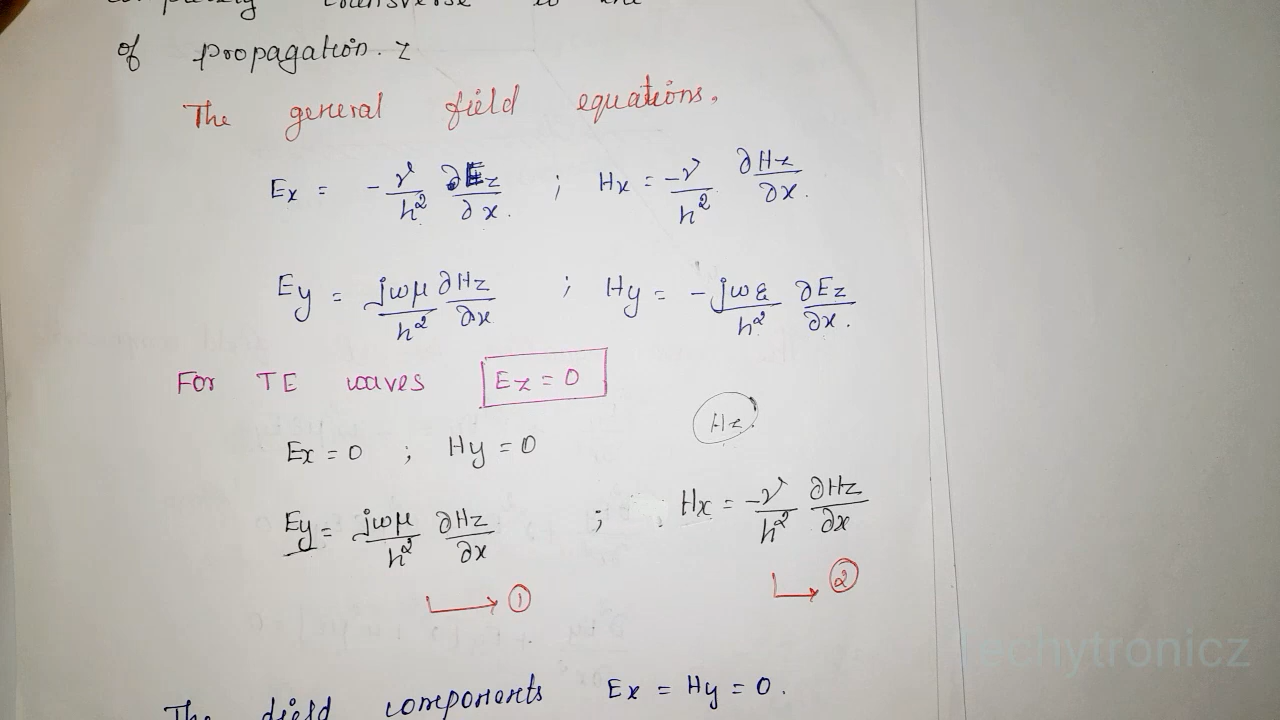 of propagation. z
The general field equations,
Ex = -γ/h² ∂Ez/∂x. ; Hx = -γ/h² ∂Hz/∂x.
Ey = jωμ/h² ∂Hz/∂x ; Hy = -jωε/h² ∂Ez/∂x.
For TE waves Ez = 0
Hz
Ex = 0 ; Hy = 0
Ey = jωμ/h² ∂Hz/∂x ; Hx = -γ/h² ∂Hz/∂x
① ②
Techytronicz
The field components Ex = Hy = 0.